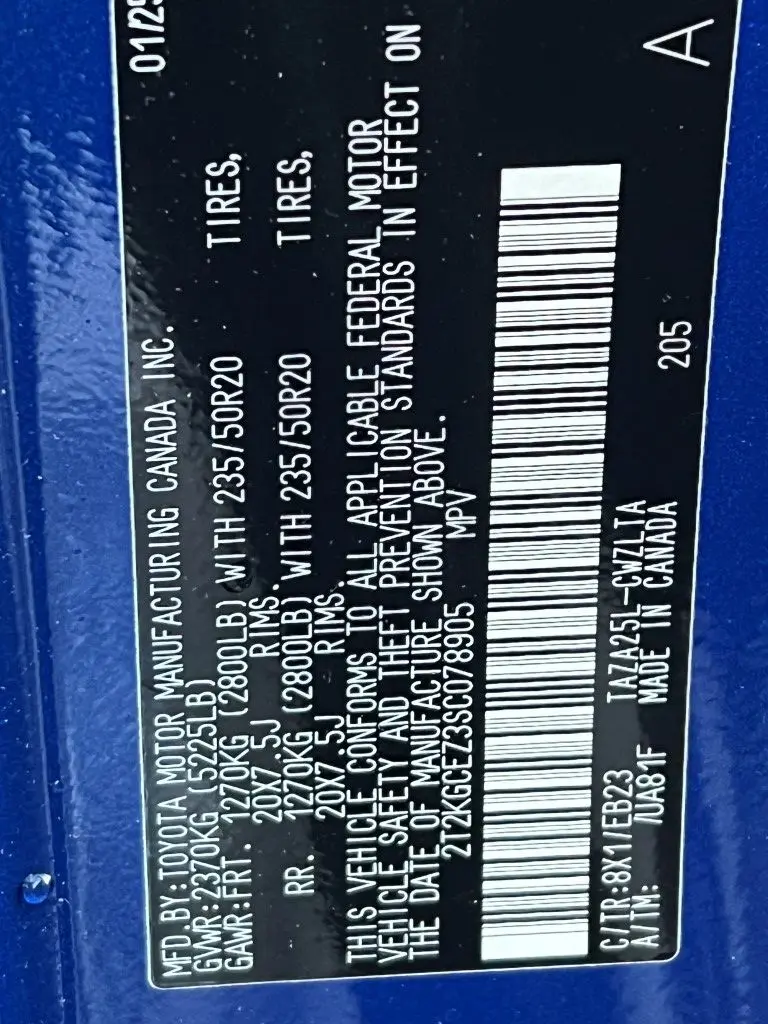 MFD.BY:TOYOTA MOTOR MANUFACTURING CANADA INC. 01/25
GVWR:2370KG (5225LB)
GAWR:FRT. 1270KG (2800LB) WITH 235/50R20 TIRES,
20X7.5J RIMS.
RR. 1270KG (2800LB) WITH 235/50R20 TIRES,
20X7.5J RIMS.
THIS VEHICLE CONFORMS TO ALL APPLICABLE FEDERAL MOTOR
VEHICLE SAFETY AND THEFT PREVENTION STANDARDS IN EFFECT ON
THE DATE OF MANUFACTURE SHOWN ABOVE.
2T2KGCEZ3SC078905 MPV
C/TR:8X1/EB23 TAZA25L-CWZLTA 205 A
A/TM: /UA81F MADE IN CANADA